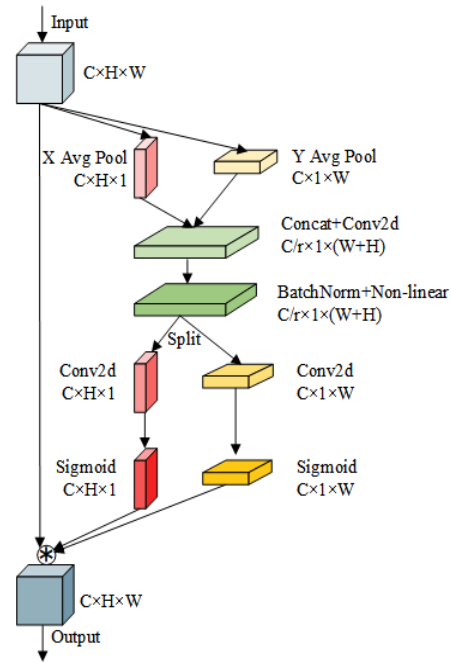 Input
C×H×W
X Avg Pool
C×H×1
Y Avg Pool
C×1×W
Concat+Conv2d
C/r×1×(W+H)
BatchNorm+Non-linear
C/r×1×(W+H)
Split
Conv2d
C×H×1
Conv2d
C×1×W
Sigmoid
C×H×1
Sigmoid
C×1×W
*
C×H×W
Output